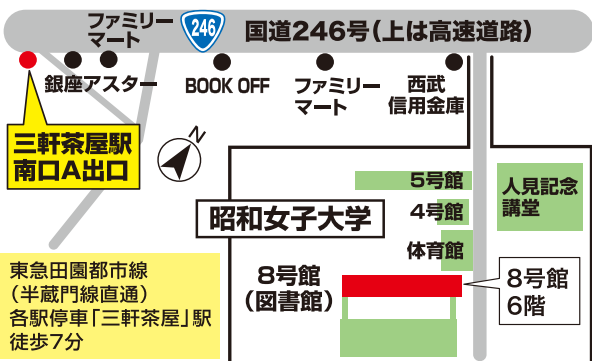 ファミリー
マート
246
国道246号(上は高速道路)
銀座アスター
BOOK OFF
ファミリー
マート
西武
信用金庫
三軒茶屋駅
南口A出口
N
5号館
4号館
体育館
人見記念
講堂
昭和女子大学
8号館
(図書館)
8号館
6階
東急田園都市線
(半蔵門線直通)
各駅停車「三軒茶屋」駅
徒歩7分